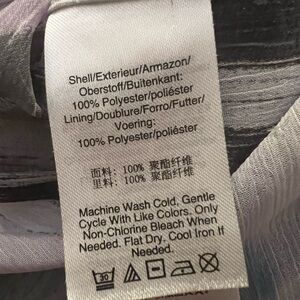 Shell/Exterieur/Armazon/
Oberstoff/Buitenkant:
100% Polyester/poliéster
Lining/Doublure/Forro/Futter/
Voering:
100% Polyester/poliéster
面料: 100% 聚酯纤维
里料: 100% 聚酯纤维
Machine Wash Cold, Gentle
Cycle With Like Colors. Only
Non-Chlorine Bleach When
Needed. Flat Dry. Cool Iron If
Needed.
30